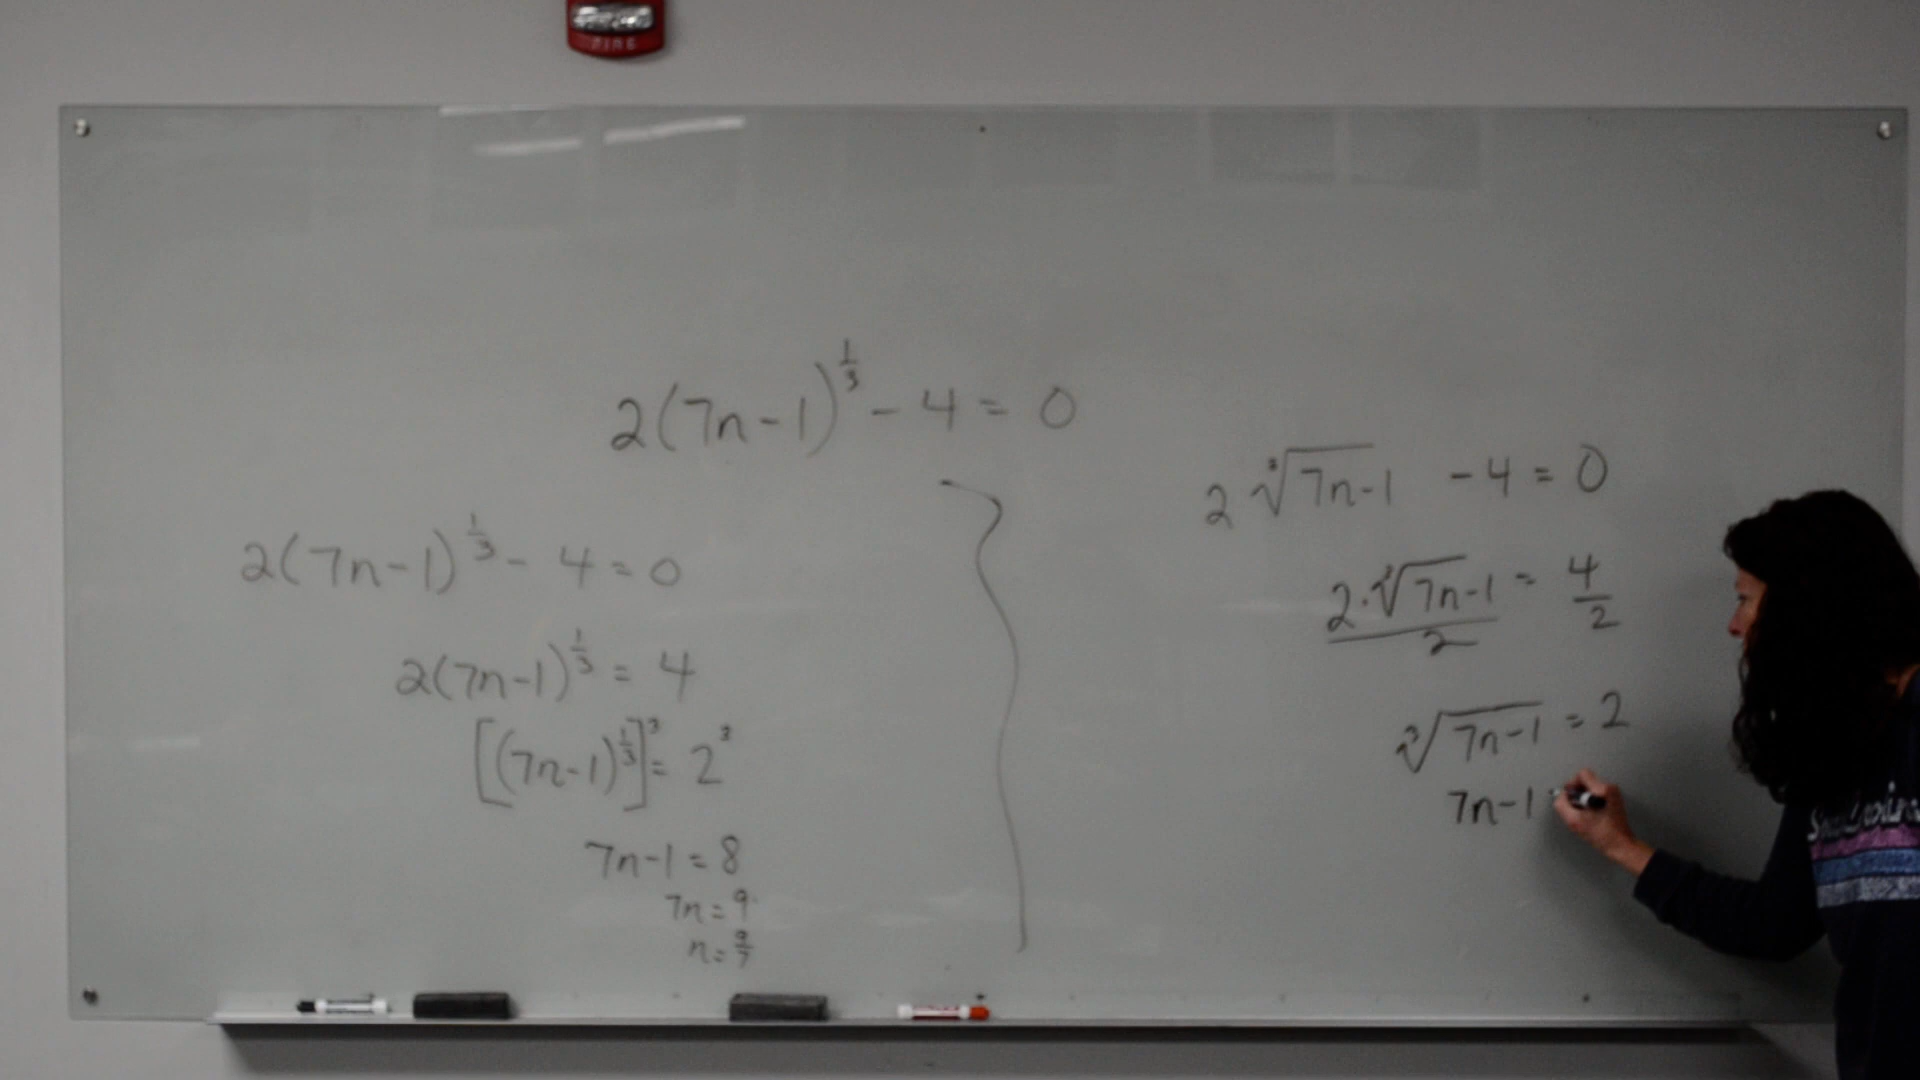 FIRE
2(7n-1)^{1/3} - 4 = 0
2(7n-1)^{1/3} - 4 = 0
2(7n-1)^{1/3} = 4
[(7n-1)^{1/3}]^3 = 2^3
7n-1 = 8
7n = 9
n = 9/7
2 ∛7n-1 - 4 = 0
2·∛7n-1 / 2 = 4/2
∛7n-1 = 2
7n-1 =